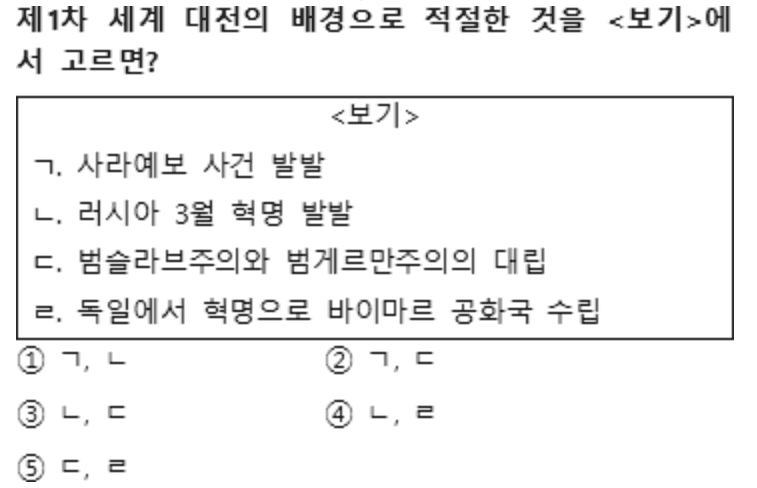 제1차 세계 대전의 배경으로 적절한 것을 <보기>에
서 고르면?
<보기>
ㄱ. 사라예보 사건 발발
ㄴ. 러시아 3월 혁명 발발
ㄷ. 범슬라브주의와 범게르만주의의 대립
ㄹ. 독일에서 혁명으로 바이마르 공화국 수립
① ㄱ, ㄴ ② ㄱ, ㄷ
③ ㄴ, ㄷ ④ ㄴ, ㄹ
⑤ ㄷ, ㄹ